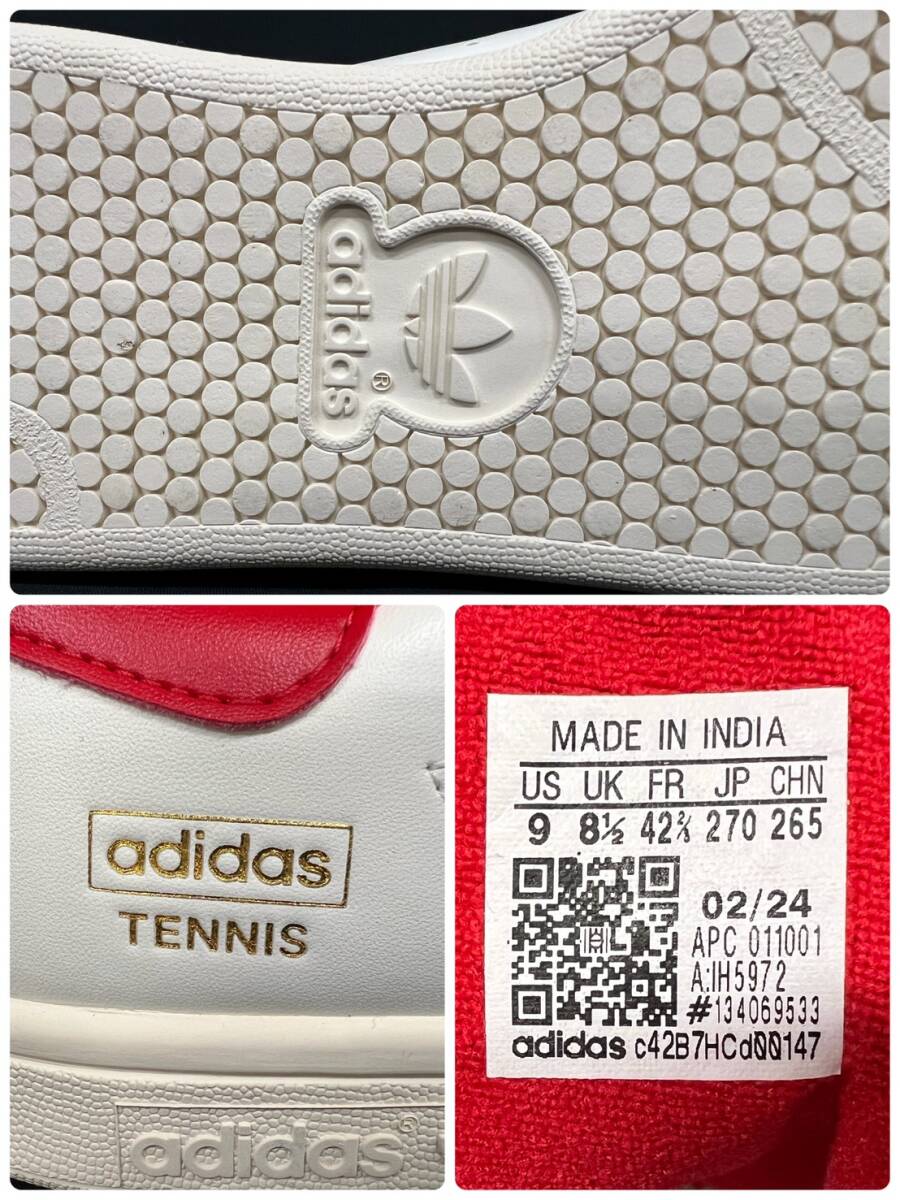 adidas®
adidas
TENNIS
adidas®
MADE IN INDIA
US UK FR JP CHN
9 8½ 42⅔ 270 265
02/24
APC 011001
A:IH5972
#134069533
adidas c42B7HCd00147